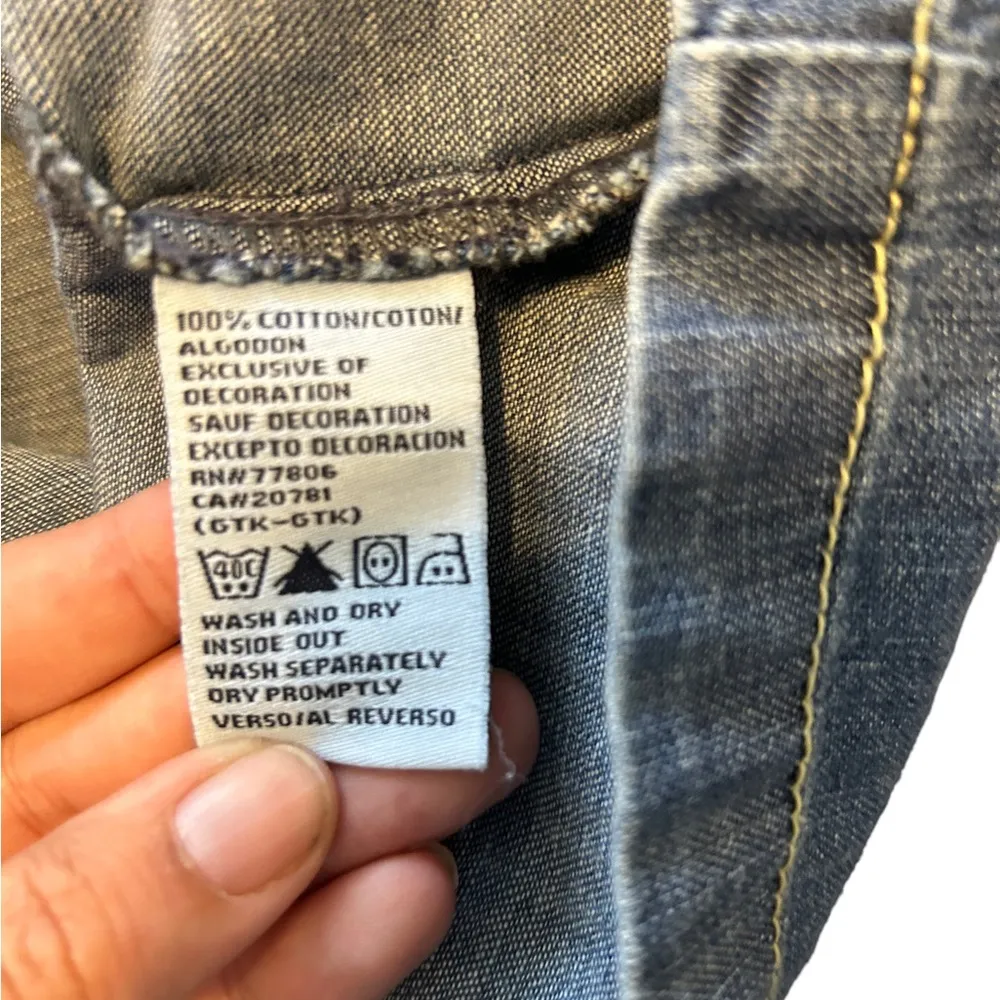 100% COTTON/COTON/
ALGODON
EXCLUSIVE OF
DECORATION
SAUF DECORATION
EXCEPTO DECORACION
RN#77806
CA#20781
(GTK-GTK)
40C
WASH AND DRY
INSIDE OUT
WASH SEPARATELY
DRY PROMPTLY
VERSO/AL REVERSO